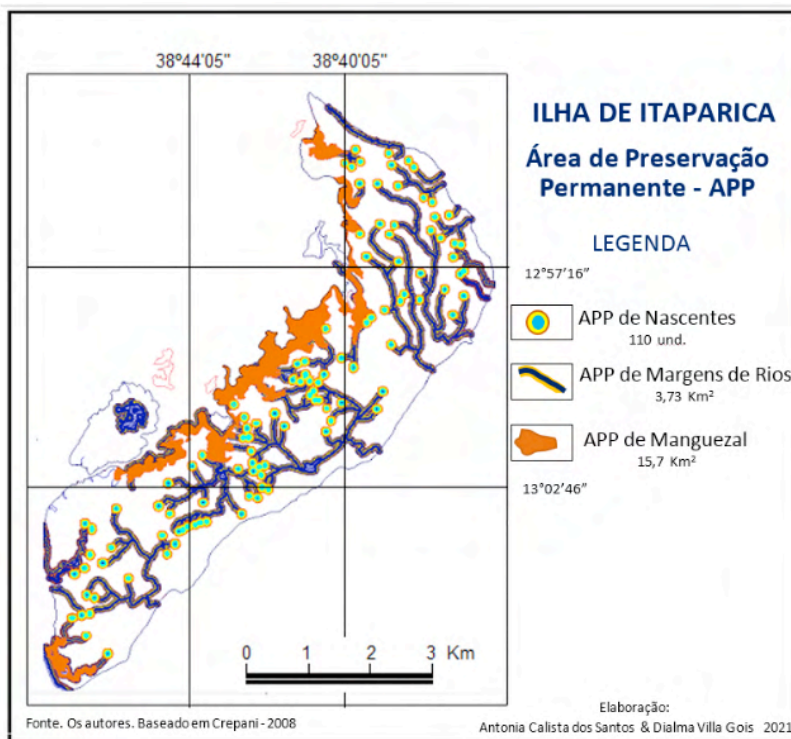 38°44'05" 38°40'05"
ILHA DE ITAPARICA
Área de Preservação
Permanente - APP
LEGENDA
12°57'16"
APP de Nascentes
110 und.
APP de Margens de Rios
3,73 Km²
APP de Manguezal
15,7 Km²
13°02'46"
0 1 2 3 Km
Elaboração:
Fonte. Os autores. Baseado em Crepani - 2008
Antonia Calista dos Santos & Dialma Villa Gois 2021